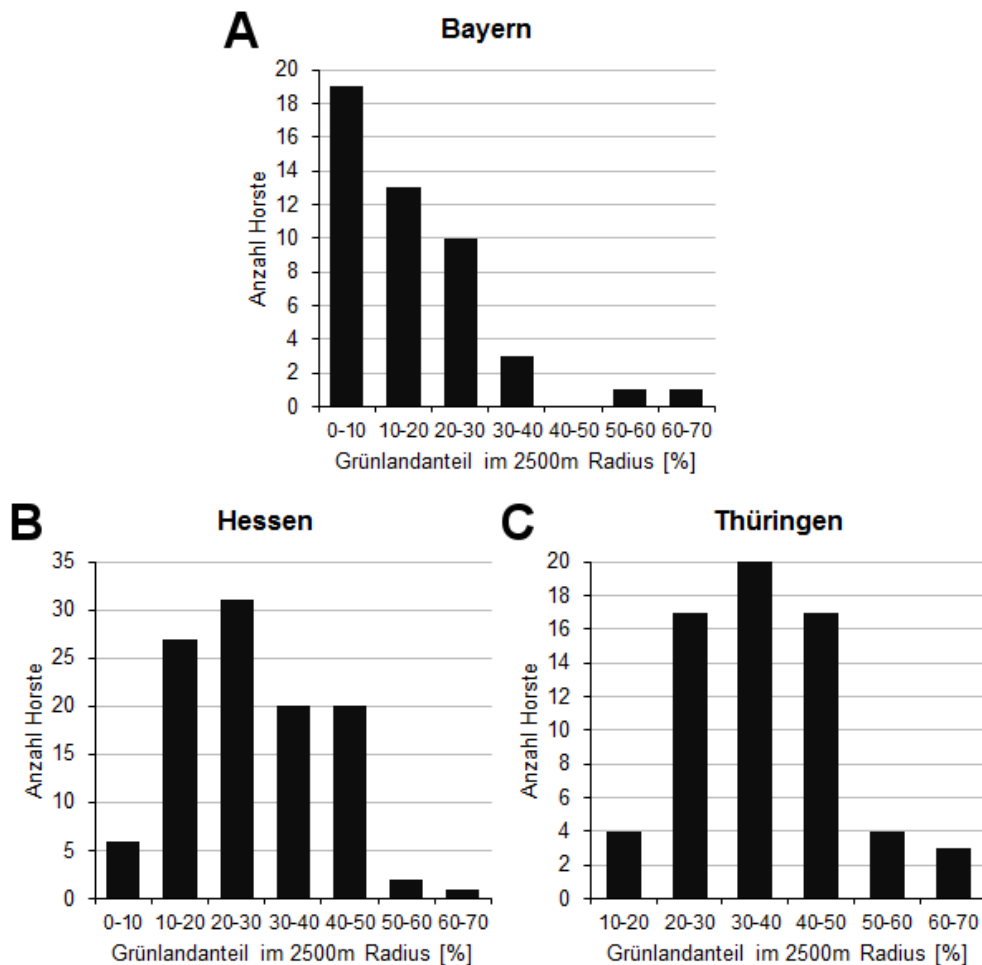 A
Bayern
Anzahl Horste
20
18
16
14
12
10
8
6
4
2
0
0-10 10-20 20-30 30-40 40-50 50-60 60-70
Grünlandanteil im 2500m Radius [%]
B
Hessen
Anzahl Horste
35
30
25
20
15
10
5
0
0-10 10-20 20-30 30-40 40-50 50-60 60-70
Grünlandanteil im 2500m Radius [%]
C
Thüringen
Anzahl Horste
20
18
16
14
12
10
8
6
4
2
0
10-20 20-30 30-40 40-50 50-60 60-70
Grünlandanteil im 2500m Radius [%]